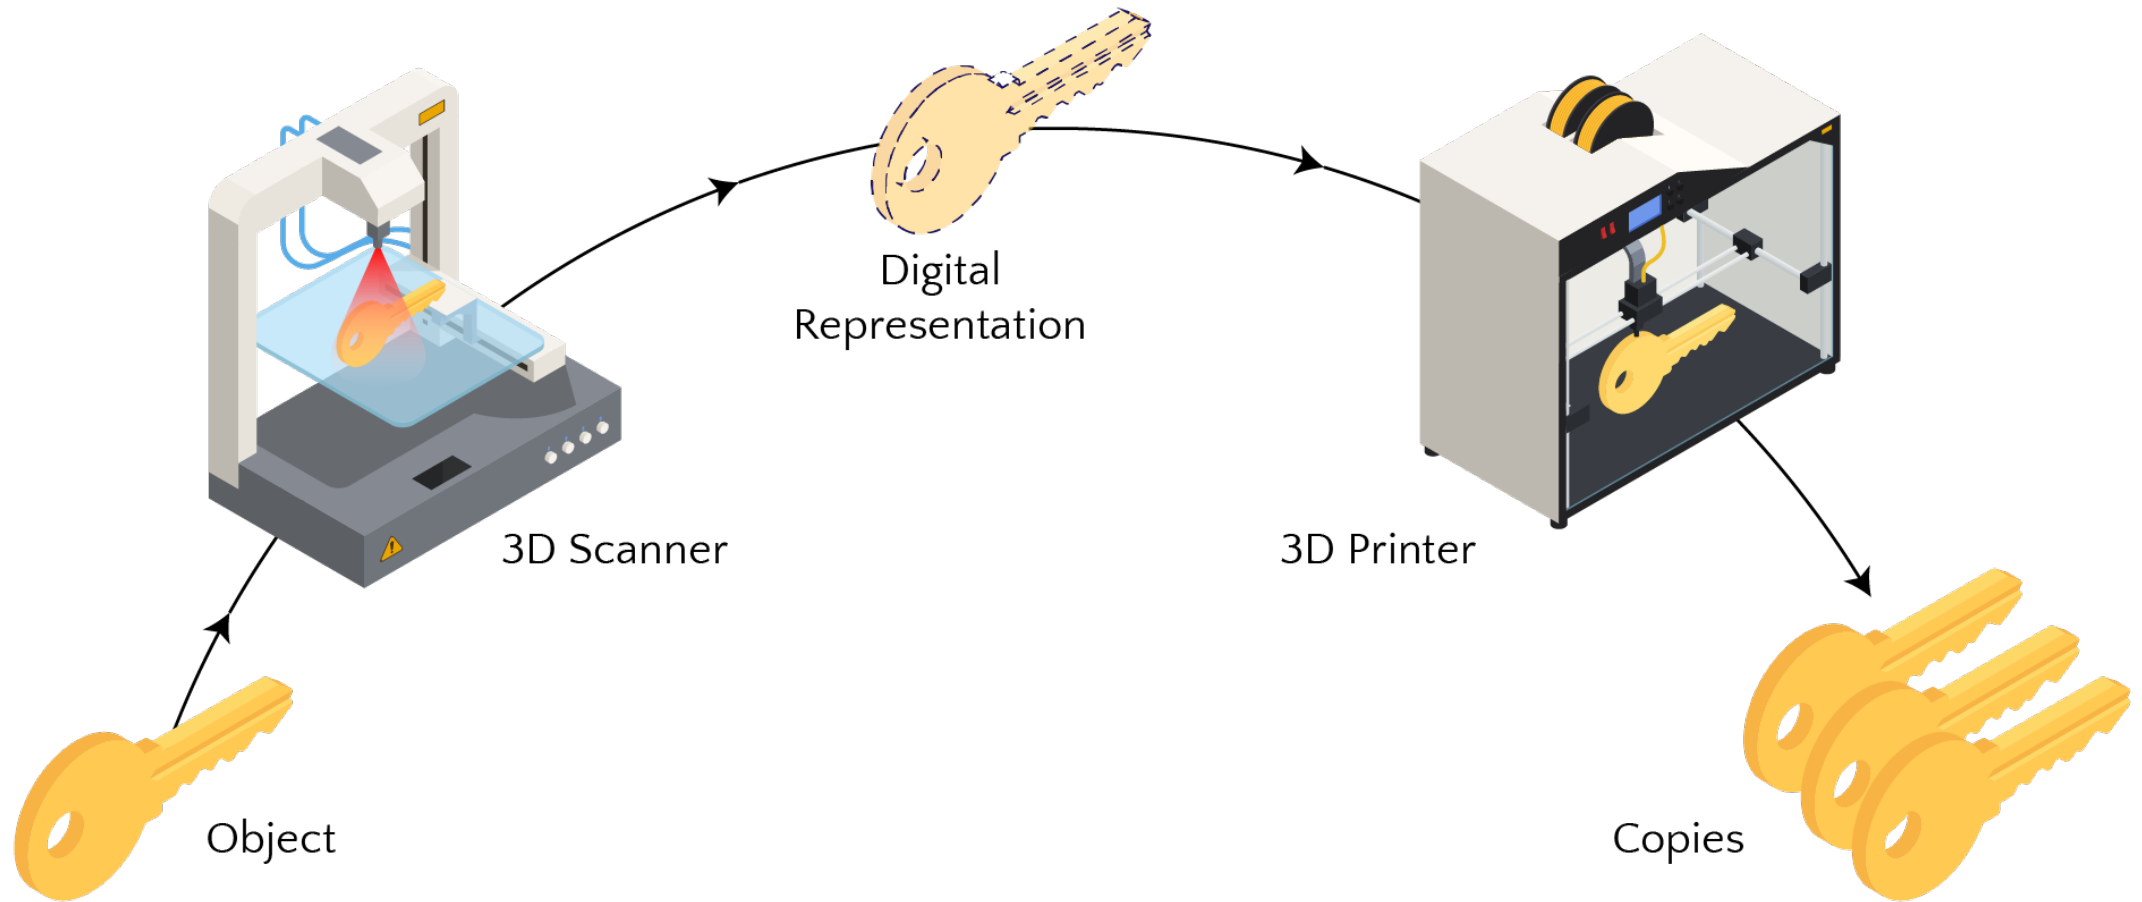 Digital
Representation
3D Scanner
3D Printer
Object
Copies